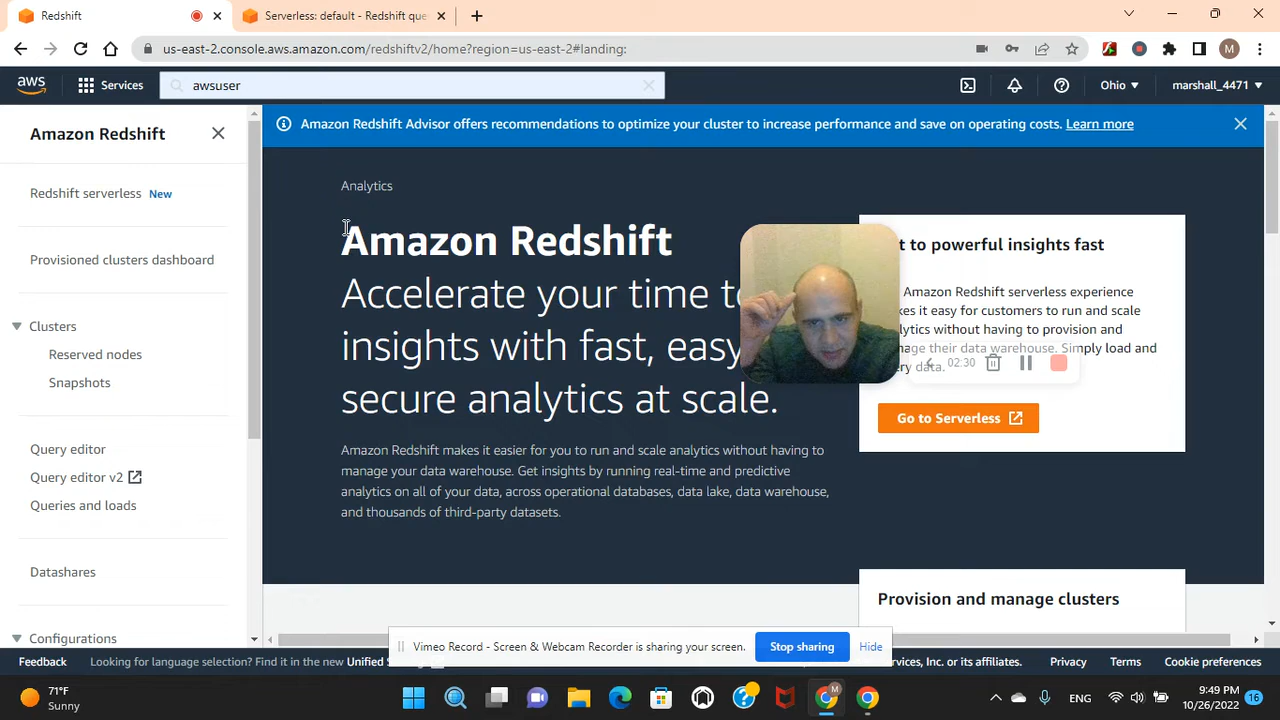 Redshift
Serverless: default - Redshift que
us-east-2.console.aws.amazon.com/redshiftv2/home?region=us-east-2#landing:
M
aws
Services
awsuser
Ohio
marshall_4471
Amazon Redshift
Redshift serverless New
Provisioned clusters dashboard
Clusters
Reserved nodes
Snapshots
Query editor
Query editor v2
Queries and loads
Datashares
Configurations
Amazon Redshift Advisor offers recommendations to optimize your cluster to increase performance and save on operating costs. Learn more
Analytics
Amazon Redshift
Accelerate your time to
insights with fast, easy
secure analytics at scale.
Amazon Redshift makes it easier for you to run and scale analytics without having to
manage your data warehouse. Get insights by running real-time and predictive
analytics on all of your data, across operational databases, data lake, data warehouse,
and thousands of third-party datasets.
to powerful insights fast
Amazon Redshift serverless experience
it easy for customers to run and scale
without having to provision and
their data warehouse. Simply load and
data.
02:30
Go to Serverless
Provision and manage clusters
Vimeo Record - Screen & Webcam Recorder is sharing your screen.
Stop sharing
Hide
Feedback
Looking for language selection? Find it in the new Unified
Services, Inc. or its affiliates.
Privacy
Terms
Cookie preferences
71°F
Sunny
M
ENG
9:49 PM
10/26/2022
16